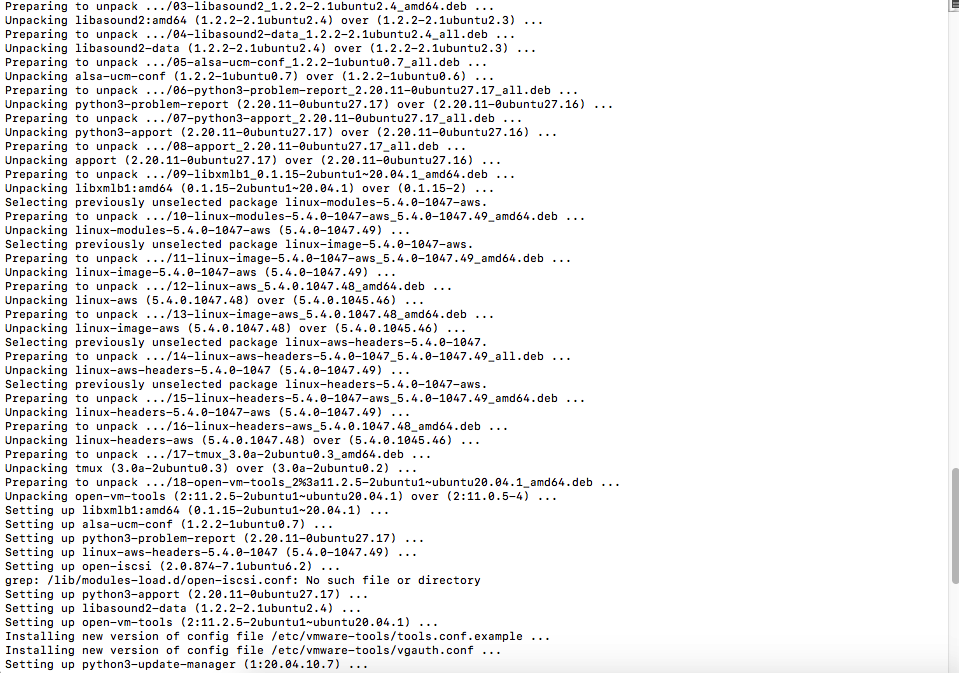 Preparing to unpack .../03-libasound2_1.2.2-2.1ubuntu2.4_amd64.deb ...
Unpacking libasound2:amd64 (1.2.2-2.1ubuntu2.4) over (1.2.2-2.1ubuntu2.3) ...
Preparing to unpack .../04-libasound2-data_1.2.2-2.1ubuntu2.4_all.deb ...
Unpacking libasound2-data (1.2.2-2.1ubuntu2.4) over (1.2.2-2.1ubuntu2.3) ...
Preparing to unpack .../05-alsa-ucm-conf_1.2.2-1ubuntu0.7_all.deb ...
Unpacking alsa-ucm-conf (1.2.2-1ubuntu0.7) over (1.2.2-1ubuntu0.6) ...
Preparing to unpack .../06-python3-problem-report_2.20.11-0ubuntu27.17_all.deb ...
Unpacking python3-problem-report (2.20.11-0ubuntu27.17) over (2.20.11-0ubuntu27.16) ...
Preparing to unpack .../07-python3-apport_2.20.11-0ubuntu27.17_all.deb ...
Unpacking python3-apport (2.20.11-0ubuntu27.17) over (2.20.11-0ubuntu27.16) ...
Preparing to unpack .../08-apport_2.20.11-0ubuntu27.17_all.deb ...
Unpacking apport (2.20.11-0ubuntu27.17) over (2.20.11-0ubuntu27.16) ...
Preparing to unpack .../09-libxmlb1_0.1.15-2ubuntu1~20.04.1_amd64.deb ...
Unpacking libxmlb1:amd64 (0.1.15-2ubuntu1~20.04.1) over (0.1.15-2) ...
Selecting previously unselected package linux-modules-5.4.0-1047-aws.
Preparing to unpack .../10-linux-modules-5.4.0-1047-aws_5.4.0-1047.49_amd64.deb ...
Unpacking linux-modules-5.4.0-1047-aws (5.4.0-1047.49) ...
Selecting previously unselected package linux-image-5.4.0-1047-aws.
Preparing to unpack .../11-linux-image-5.4.0-1047-aws_5.4.0-1047.49_amd64.deb ...
Unpacking linux-image-5.4.0-1047-aws (5.4.0-1047.49) ...
Preparing to unpack .../12-linux-aws_5.4.0.1047.48_amd64.deb ...
Unpacking linux-aws (5.4.0.1047.48) over (5.4.0.1045.46) ...
Preparing to unpack .../13-linux-image-aws_5.4.0.1047.48_amd64.deb ...
Unpacking linux-image-aws (5.4.0.1047.48) over (5.4.0.1045.46) ...
Selecting previously unselected package linux-aws-headers-5.4.0-1047.
Preparing to unpack .../14-linux-aws-headers-5.4.0-1047_5.4.0-1047.49_all.deb ...
Unpacking linux-aws-headers-5.4.0-1047 (5.4.0-1047.49) ...
Selecting previously unselected package linux-headers-5.4.0-1047-aws.
Preparing to unpack .../15-linux-headers-5.4.0-1047-aws_5.4.0-1047.49_amd64.deb ...
Unpacking linux-headers-5.4.0-1047-aws (5.4.0-1047.49) ...
Preparing to unpack .../16-linux-headers-aws_5.4.0.1047.48_amd64.deb ...
Unpacking linux-headers-aws (5.4.0.1047.48) over (5.4.0.1045.46) ...
Preparing to unpack .../17-tmux_3.0a-2ubuntu0.3_amd64.deb ...
Unpacking tmux (3.0a-2ubuntu0.3) over (3.0a-2ubuntu0.2) ...
Preparing to unpack .../18-open-vm-tools_2%3a11.2.5-2ubuntu1~ubuntu20.04.1_amd64.deb ...
Unpacking open-vm-tools (2:11.2.5-2ubuntu1~ubuntu20.04.1) over (2:11.0.5-4) ...
Setting up libxmlb1:amd64 (0.1.15-2ubuntu1~20.04.1) ...
Setting up alsa-ucm-conf (1.2.2-1ubuntu0.7) ...
Setting up python3-problem-report (2.20.11-0ubuntu27.17) ...
Setting up linux-aws-headers-5.4.0-1047 (5.4.0-1047.49) ...
Setting up open-iscsi (2.0.874-7.1ubuntu6.2) ...
grep: /lib/modules-load.d/open-iscsi.conf: No such file or directory
Setting up python3-apport (2.20.11-0ubuntu27.17) ...
Setting up libasound2-data (1.2.2-2.1ubuntu2.4) ...
Setting up open-vm-tools (2:11.2.5-2ubuntu1~ubuntu20.04.1) ...
Installing new version of config file /etc/vmware-tools/tools.conf.example ...
Installing new version of config file /etc/vmware-tools/vgauth.conf ...
Setting up python3-update-manager (1:20.04.10.7) ...